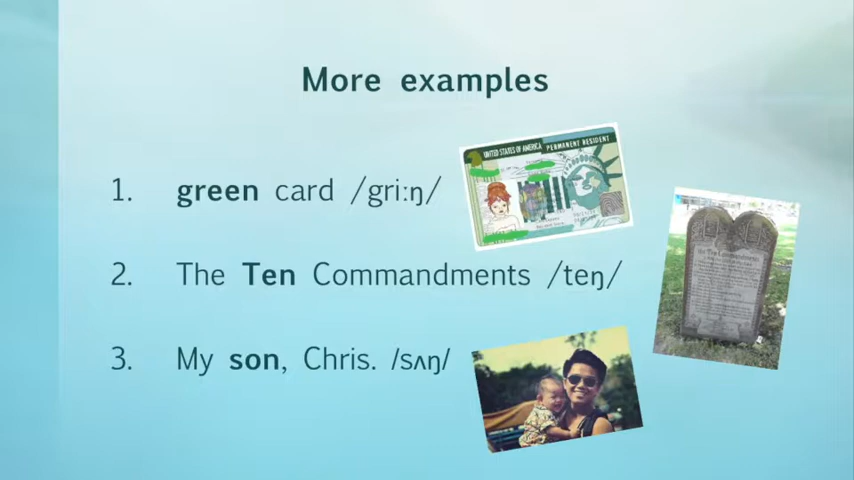 More examples
1. green card /griːŋ/
UNITED STATES OF AMERICA PERMANENT RESIDENT
2. The Ten Commandments /teŋ/
3. My son, Chris. /sʌŋ/